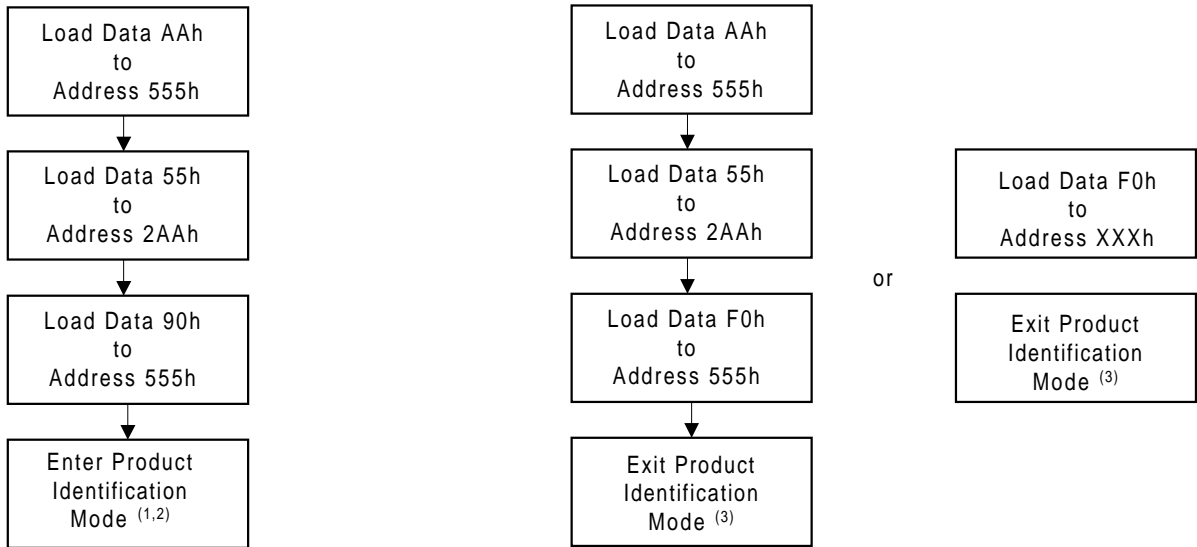 Load Data AAh
to
Address 555h
Load Data 55h
to
Address 2AAh
Load Data 90h
to
Address 555h
Enter Product
Identification
Mode (1,2)
Load Data AAh
to
Address 555h
Load Data 55h
to
Address 2AAh
Load Data F0h
to
Address 555h
Exit Product
Identification
Mode (3)
or
Load Data F0h
to
Address XXXh
Exit Product
Identification
Mode (3)